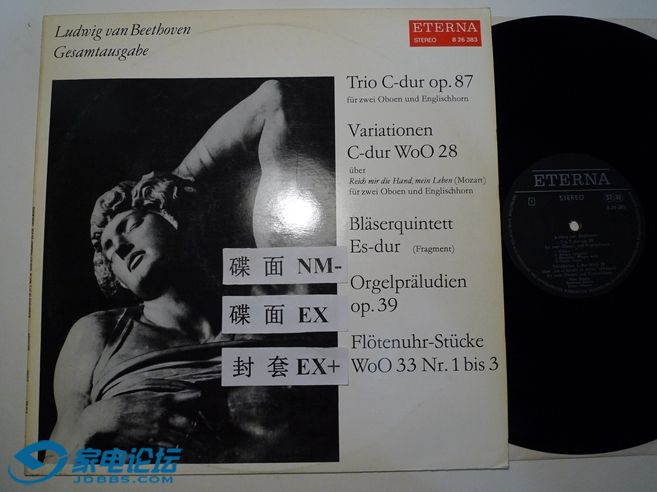 Ludwig van Beethoven
Gesamtausgabe
ETERNA
STEREO 8 26 383
Trio C-dur op. 87
für zwei Oboen und Englischhorn
Variationen
C-dur WoO 28
über
Reich mir die Hand, mein Leben (Mozart)
für zwei Oboen und Englischhorn
Bläserquintett
Es-dur (Fragment)
Orgelpräludien
op. 39
Flötenuhr-Stücke
WoO 33 Nr. 1 bis 3
碟 面 NM-
碟 面 EX
封 套 EX+
ETERNA
STEREO
8 26 383
家电论坛
JDBBS.COM